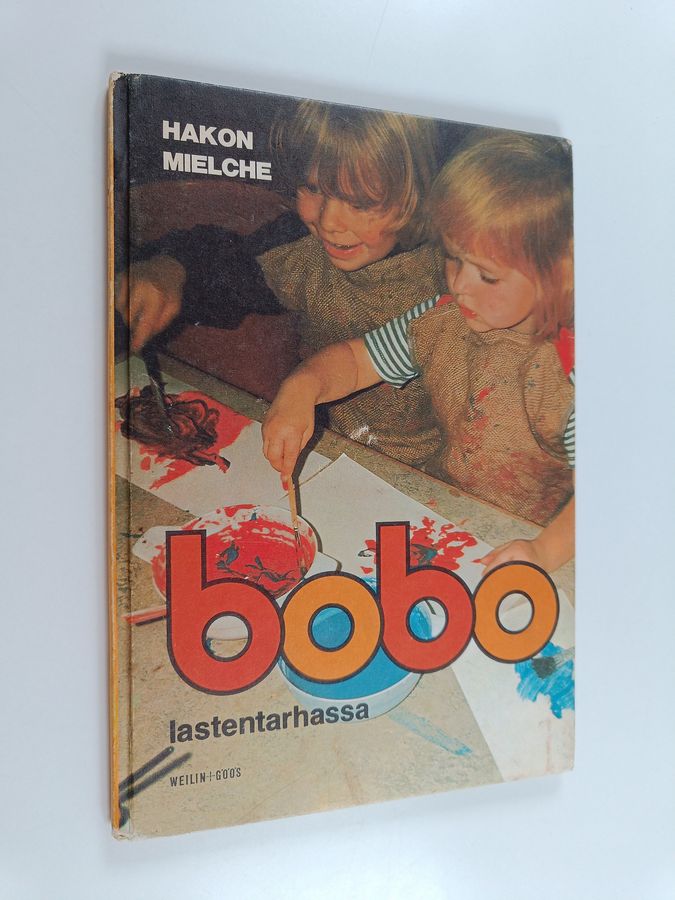 HAKON
MIELCHE
bobo
lastentarhassa
WEILIN+GÖÖS